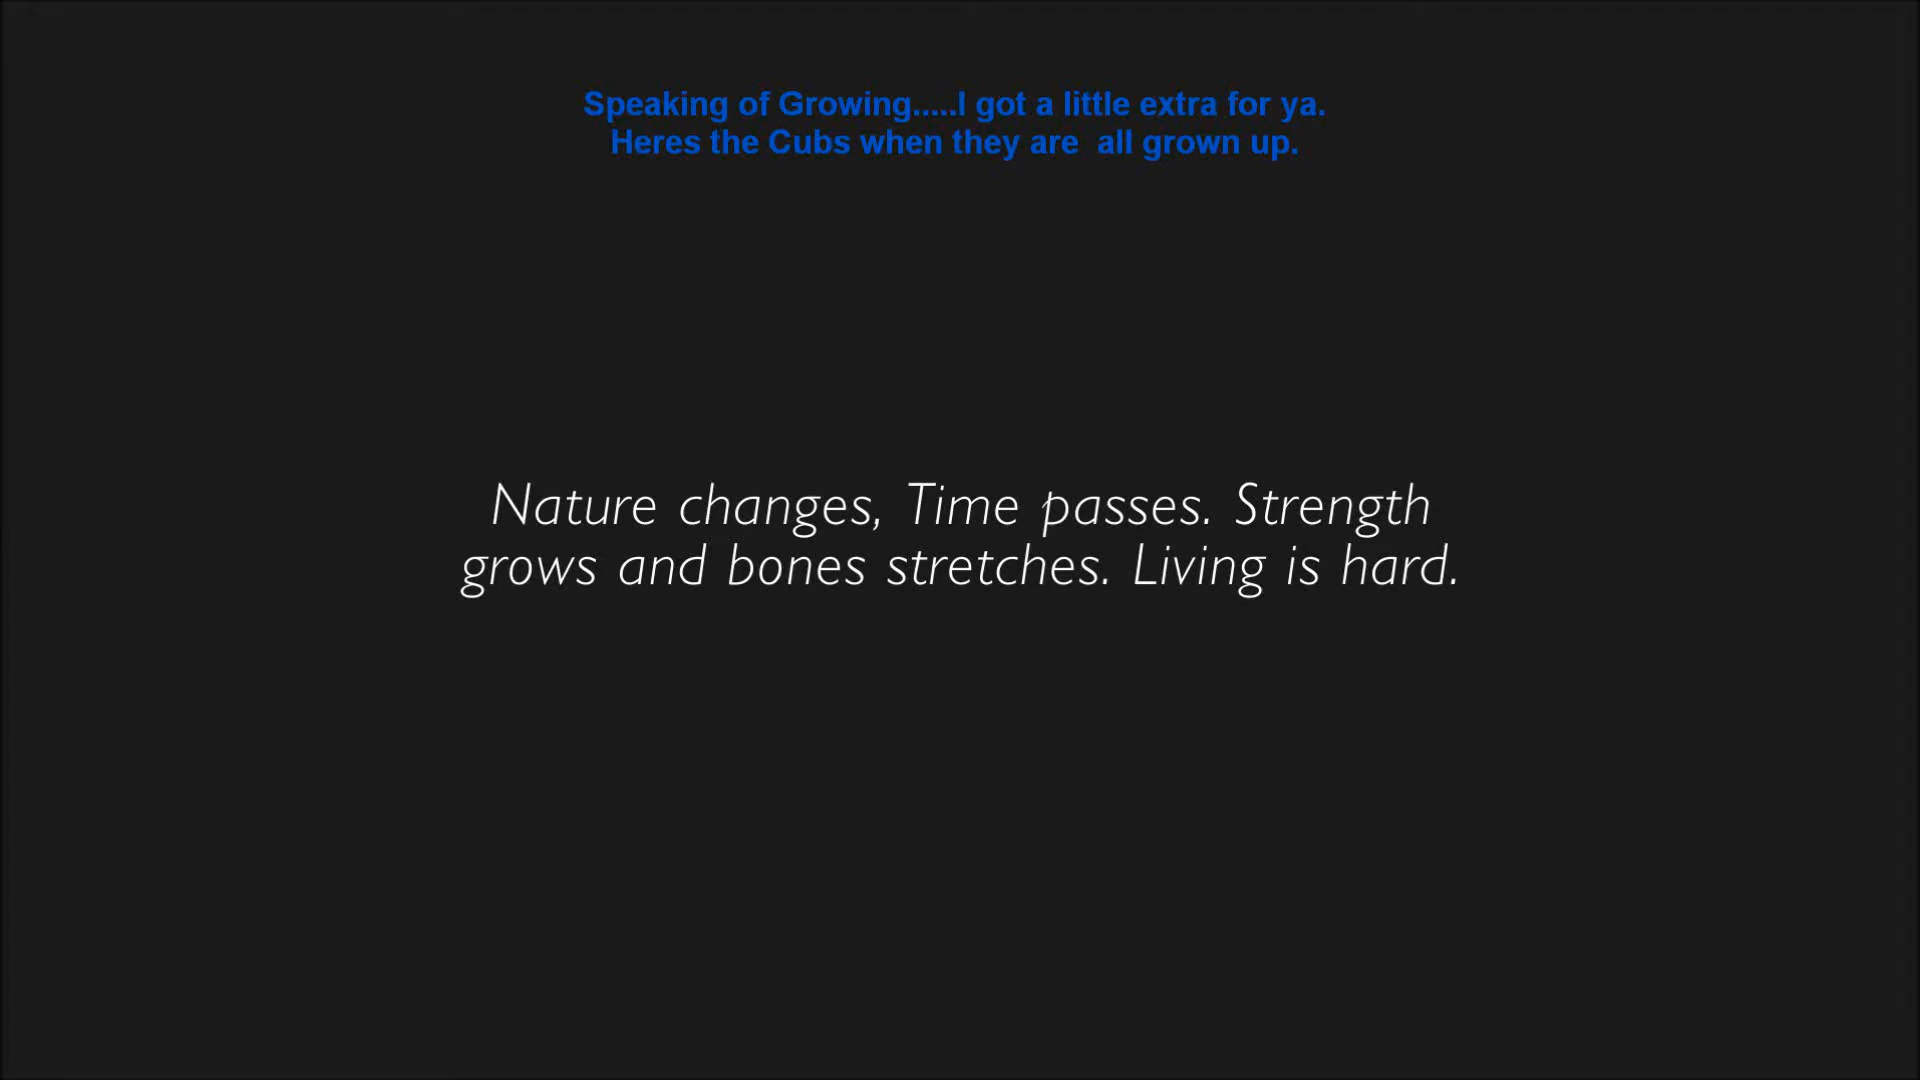 Speaking of Growing.....I got a little extra for ya.
Heres the Cubs when they are  all grown up.
Nature changes, Time passes. Strength
grows and bones stretches. Living is hard.